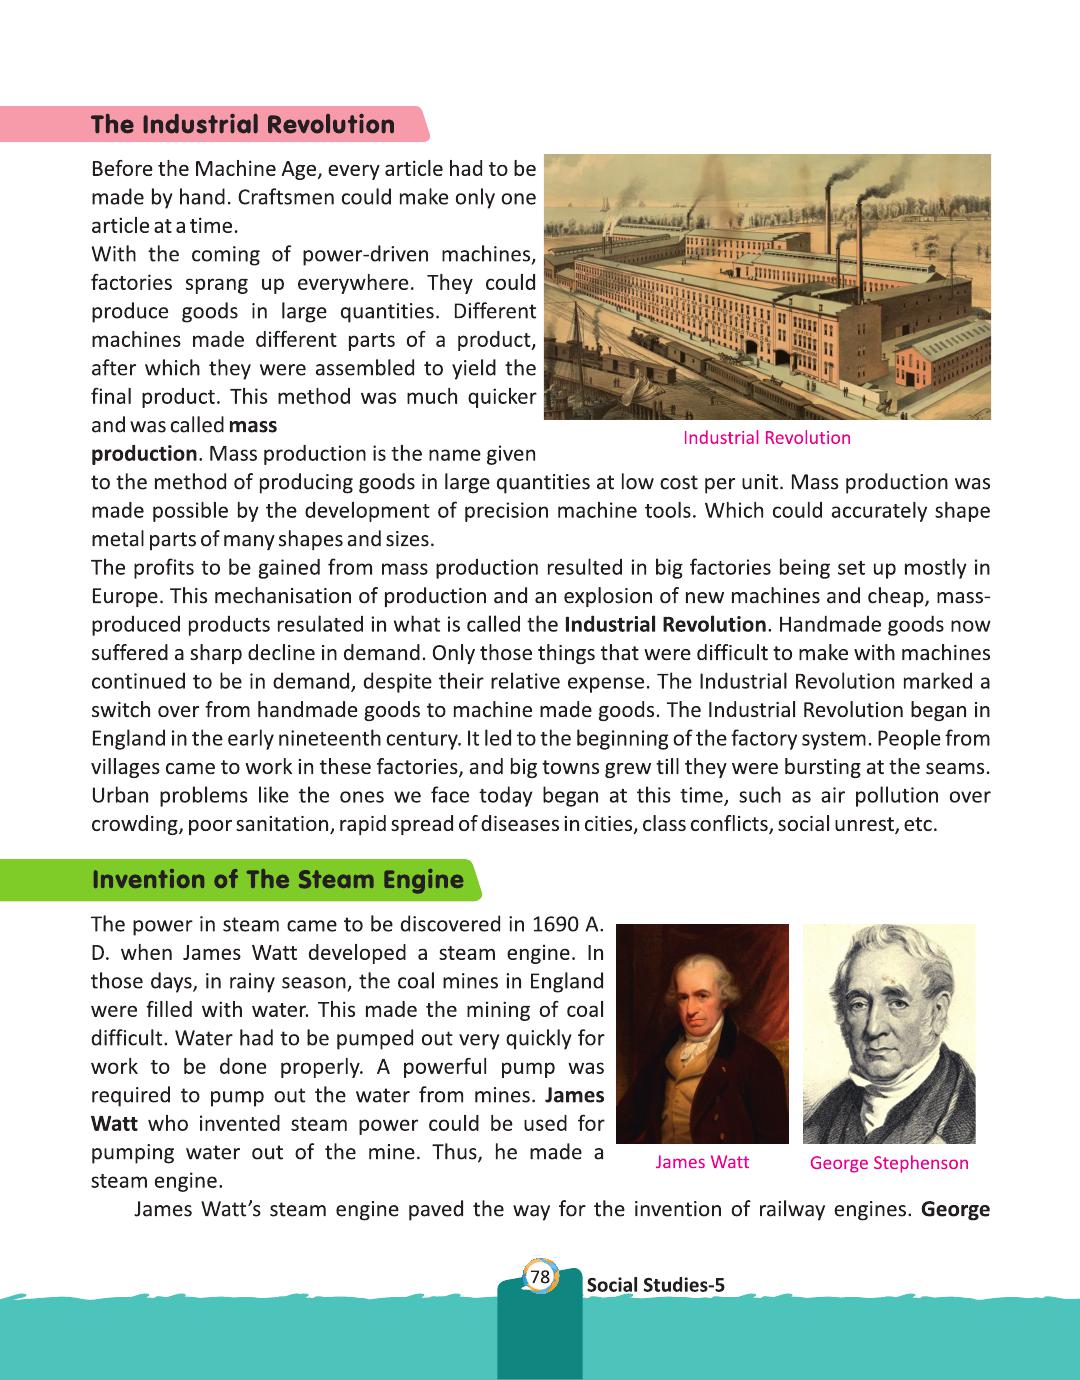 The Industrial Revolution
Before the Machine Age, every article had to be
made by hand. Craftsmen could make only one
article at a time.
With the coming of power-driven machines,
factories sprang up everywhere. They could
produce goods in large quantities. Different
machines made different parts of a product,
after which they were assembled to yield the
final product. This method was much quicker
and was called mass
production. Mass production is the name given
Industrial Revolution
to the method of producing goods in large quantities at low cost per unit. Mass production was
made possible by the development of precision machine tools. Which could accurately shape
metal parts of many shapes and sizes.
The profits to be gained from mass production resulted in big factories being set up mostly in
Europe. This mechanisation of production and an explosion of new machines and cheap, mass-
produced products resulated in what is called the Industrial Revolution. Handmade goods now
suffered a sharp decline in demand. Only those things that were difficult to make with machines
continued to be in demand, despite their relative expense. The Industrial Revolution marked a
switch over from handmade goods to machine made goods. The Industrial Revolution began in
England in the early nineteenth century. It led to the beginning of the factory system. People from
villages came to work in these factories, and big towns grew till they were bursting at the seams.
Urban problems like the ones we face today began at this time, such as air pollution over
crowding, poor sanitation, rapid spread of diseases in cities, class conflicts, social unrest, etc.
Invention of The Steam Engine
The power in steam came to be discovered in 1690 A.
D. when James Watt developed a steam engine. In
those days, in rainy season, the coal mines in England
were filled with water. This made the mining of coal
difficult. Water had to be pumped out very quickly for
work to be done properly. A powerful pump was
required to pump out the water from mines. James
Watt who invented steam power could be used for
pumping water out of the mine. Thus, he made a
steam engine.
James Watt
George Stephenson
James Watt's steam engine paved the way for the invention of railway engines. George
78
Social Studies-5